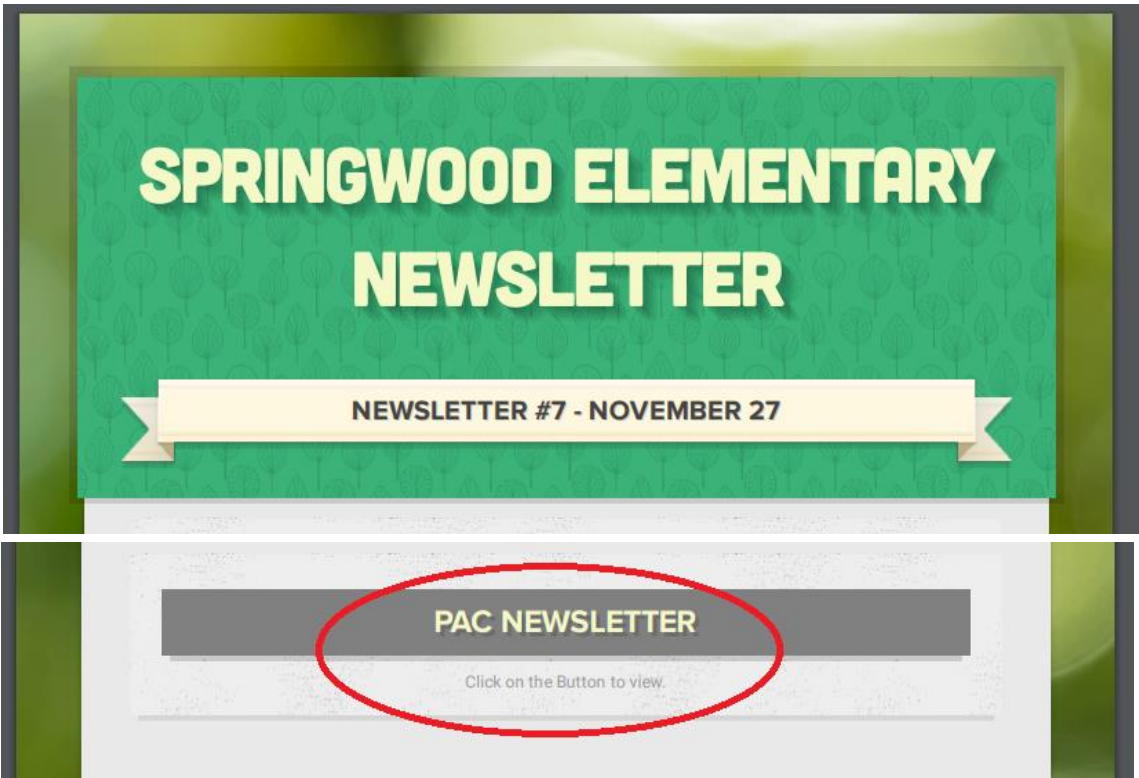 SPRINGWOOD ELEMENTARY
NEWSLETTER
NEWSLETTER #7 - NOVEMBER 27
PAC NEWSLETTER
Click on the Button to view.